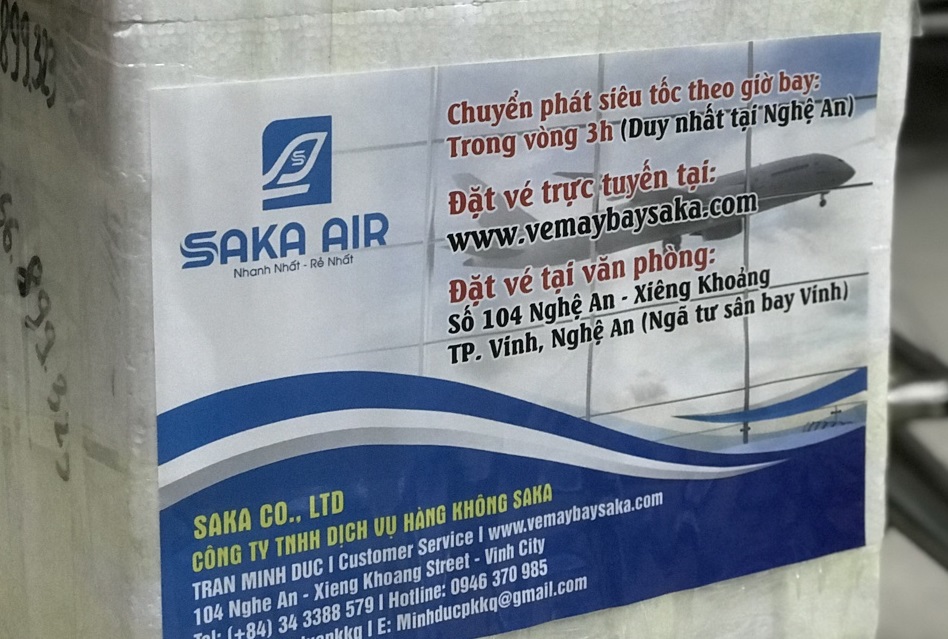 SAKA AIR
Nhanh Nhất - Rẻ Nhất
Chuyển phát siêu tốc theo giờ bay:
Trong vòng 3h (Duy nhất tại Nghệ An)
Đặt vé trực tuyến tại:
www.vemaybaysaka.com
Đặt vé tại văn phòng:
Số 104 Nghệ An - Xiêng Khoảng
TP. Vinh, Nghệ An (Ngã tư sân bay Vinh)
SAKA CO., LTD
CÔNG TY TNHH DỊCH VỤ HÀNG KHÔNG SAKA
TRAN MINH DUC I Customer Service I www.vemaybaysaka.com
104 Nghe An - Xieng Khoang Street - Vinh City
Tel: (+84) 34 3388 579 I Hotline: 0946 370 985
I E: Minhducpkkq@gmail.com